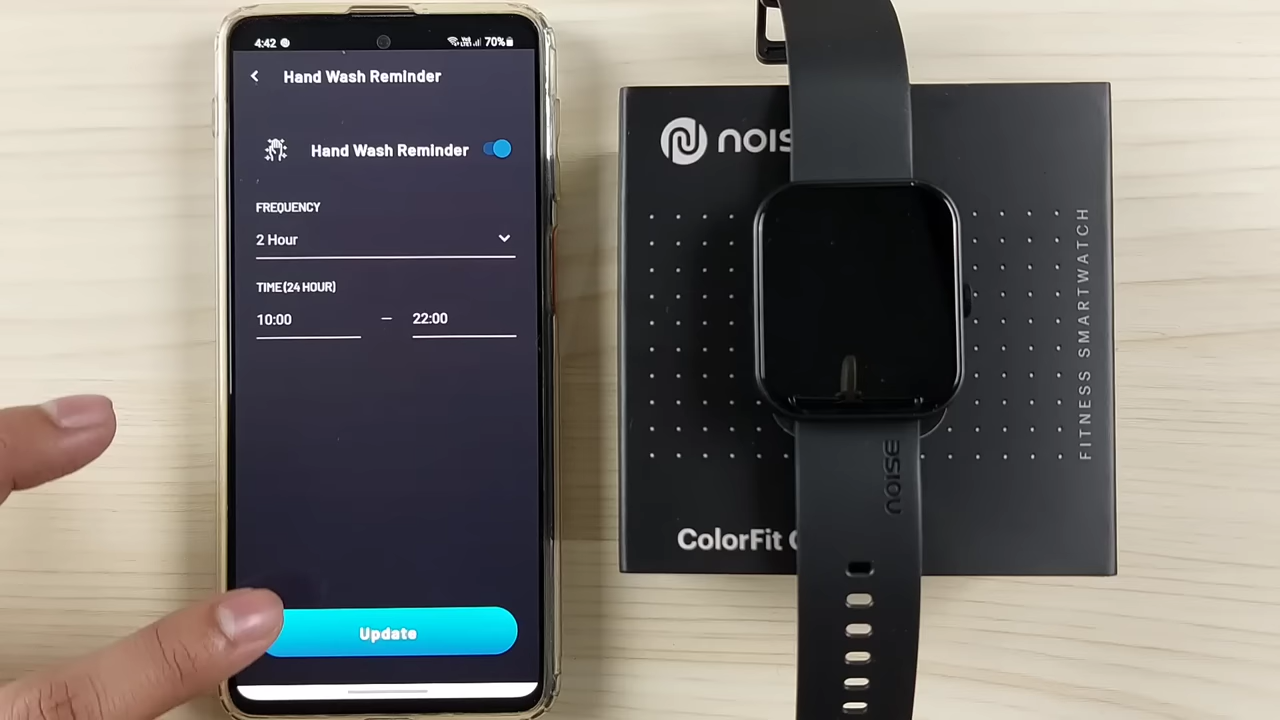 4:42
70%
Hand Wash Reminder
Hand Wash Reminder
FREQUENCY
2 Hour
TIME(24 HOUR)
10:00 – 22:00
Update
FITNESS SMARTWATCH
noise
ColorFit